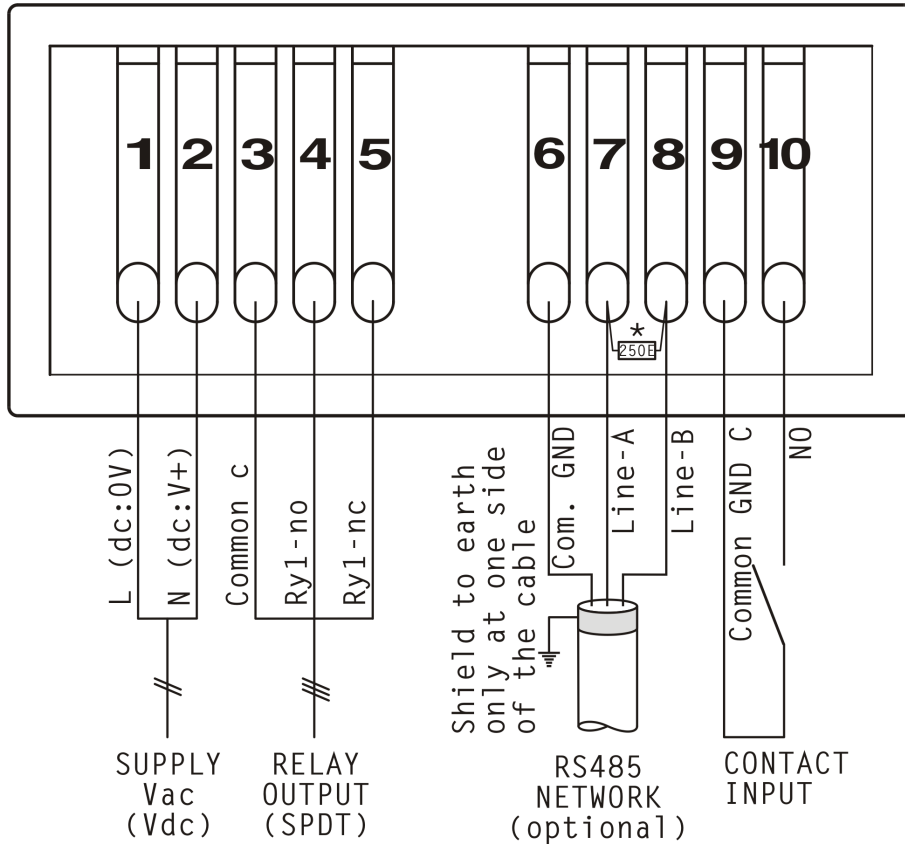 1 2 3 4 5 6 7 8 9 10
*
250E
L (dc:0V)
N (dc:V+)
Common c
Ry1-no
Ry1-nc
Shield to earth
only at one side
of the cable
Com. GND
Line-A
Line-B
Common GND C
NO
SUPPLY
Vac
(Vdc)
RELAY
OUTPUT
(SPDT)
RS485
NETWORK
(optional)
CONTACT
INPUT